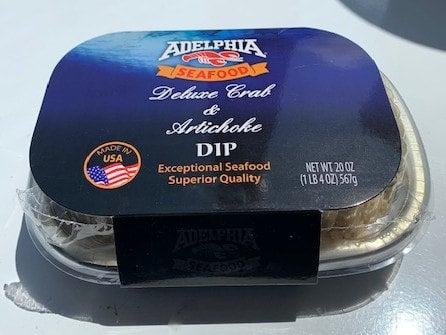 ADELPHIA
SEAFOOD
Deluxe Crab
&
Artichoke
DIP
Exceptional Seafood
Superior Quality
MADE IN
USA
NET WT 20 OZ
(1 LB 4 OZ) 567g
ADELPHIA
SEAFOOD